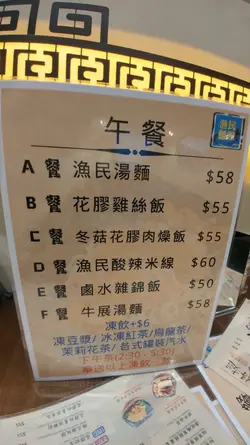 漁民
午餐
A 餐 漁民湯麵 $58
B 餐 花膠雞絲飯 $55
C 餐 冬菇花膠肉燥飯 $55
D 餐 漁民酸辣米線 $60
E 餐 鹵水雜錦飯 $50
F 餐 牛展湯麵 $58
凍飲+$6
凍豆漿/冰凍紅茶/烏龍茶/
茉莉花茶/各式罐裝汽水
下午茶(2:30 - 5:30)